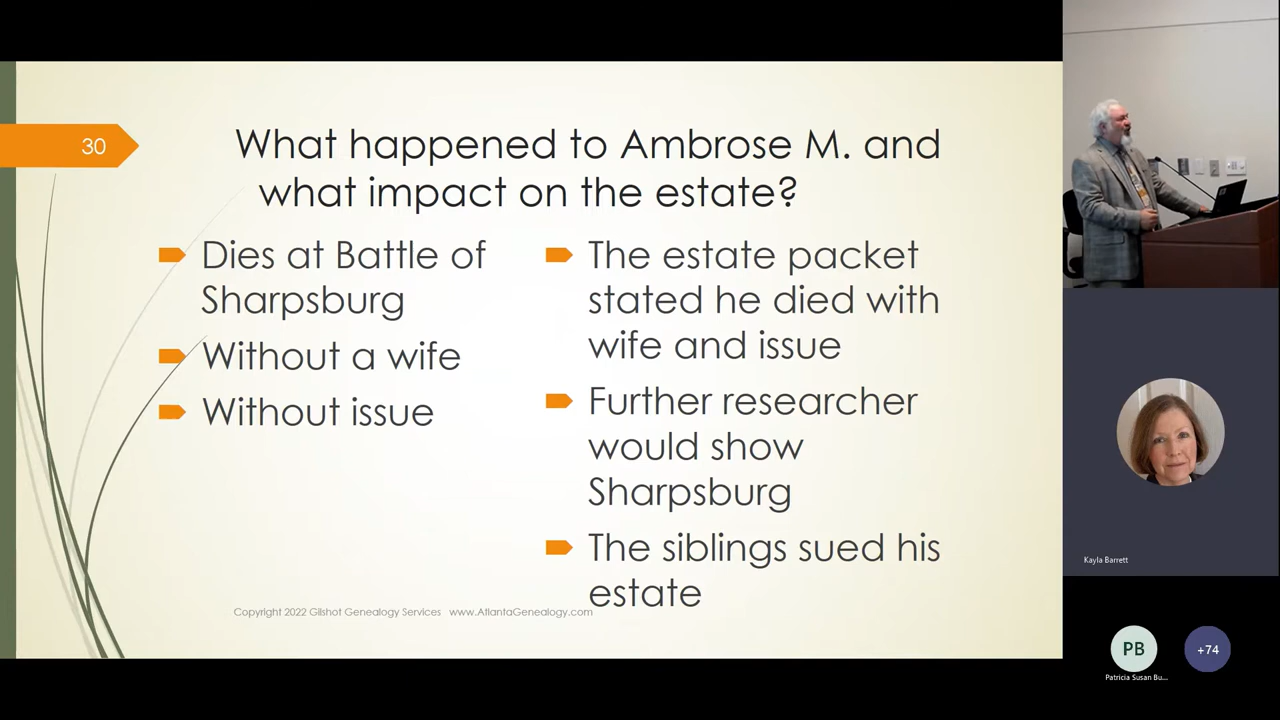 30
What happened to Ambrose M. and
what impact on the estate?
Dies at Battle of
Sharpsburg
Without a wife
Without issue
The estate packet
stated he died with
wife and issue
Further researcher
would show
Sharpsburg
The siblings sued his
estate
Copyright 2022 Gilshot Genealogy Services www.AtlantaGenealogy.com
Kayla Barrett
PB
+74
Patricia Susan Bu...